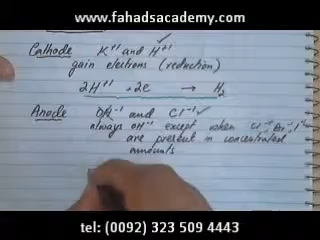 www.fahadsacademy.com
Cathode K+1 and H+1
gain electrons (reduction)
2H+1 +2e → H2
Anode OH-1 and Cl-1
always OH-1 except when Cl-1, Br-1, I-1
are present in concentrated
amounts
tel: (0092) 323 509 4443